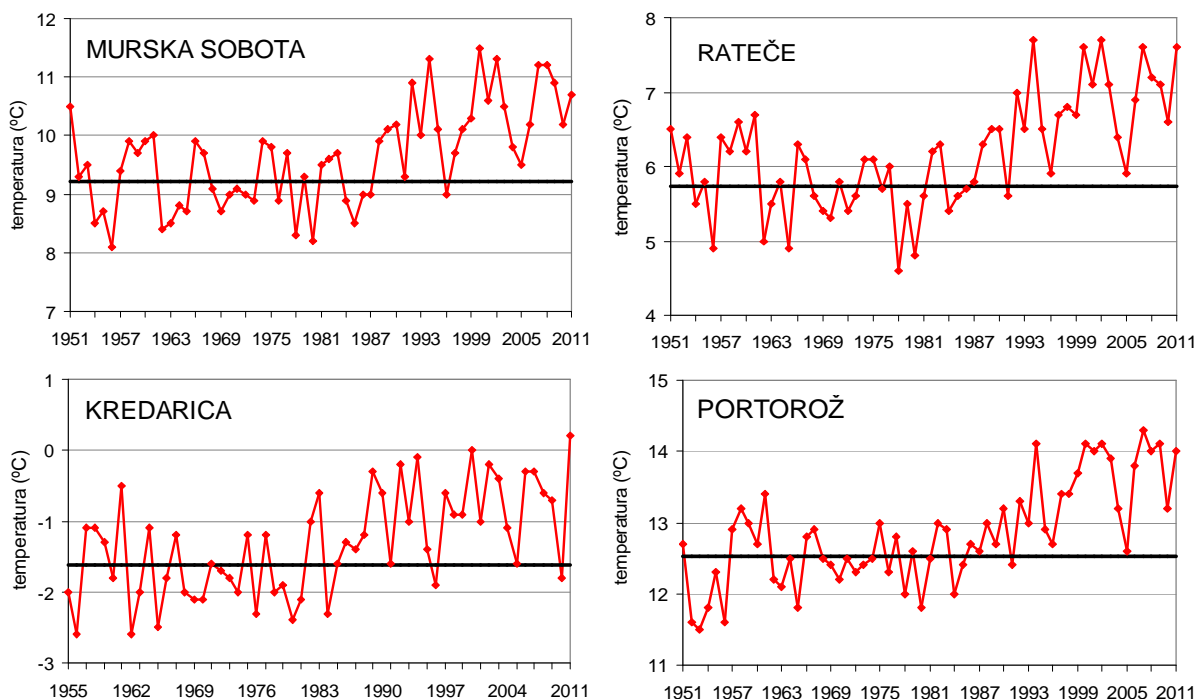 MURSKA SOBOTA
temperatura (ºC)
12
11
10
9
8
7
1951 1957 1963 1969 1975 1981 1987 1993 1999 2005 2011
RATEČE
temperatura (ºC)
8
7
6
5
4
1951 1957 1963 1969 1975 1981 1987 1993 1999 2005 2011
KREDARICA
temperatura (ºC)
1
0
-1
-2
-3
1955 1962 1969 1976 1983 1990 1997 2004 2011
PORTOROŽ
temperatura (ºC)
15
14
13
12
11
1951 1957 1963 1969 1975 1981 1987 1993 1999 2005 2011